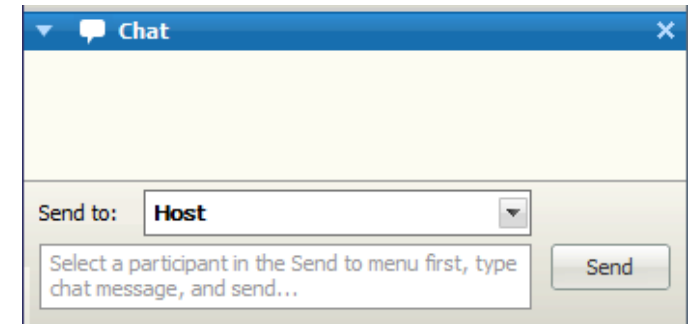 Chat
Send to: Host
Select a participant in the Send to menu first, type
chat message, and send...
Send